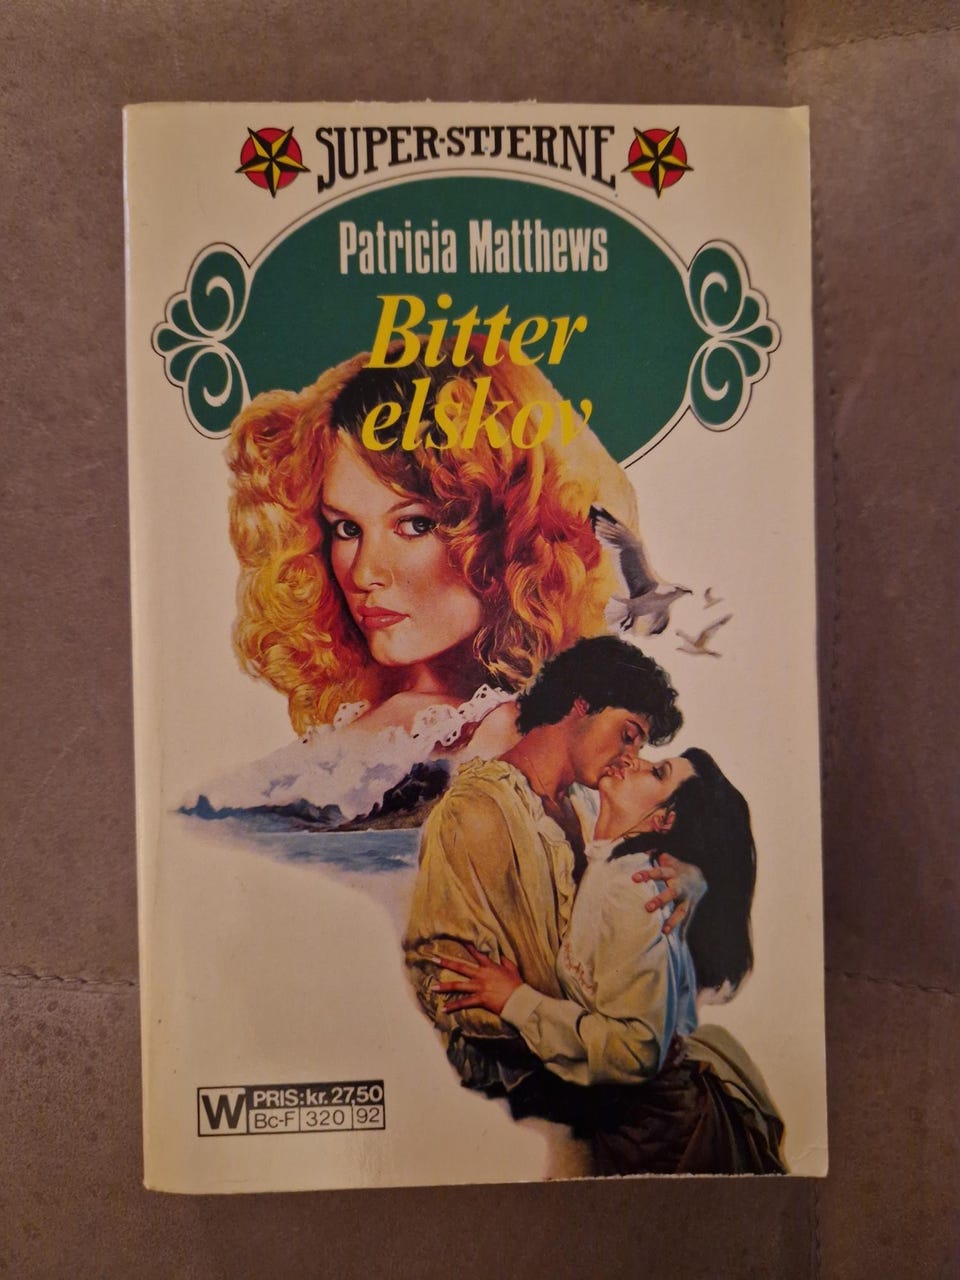 SUPER-STJERNE
Patricia Matthews
Bitter
elskov
W PRIS: kr. 27,50
Bc-F 320 92